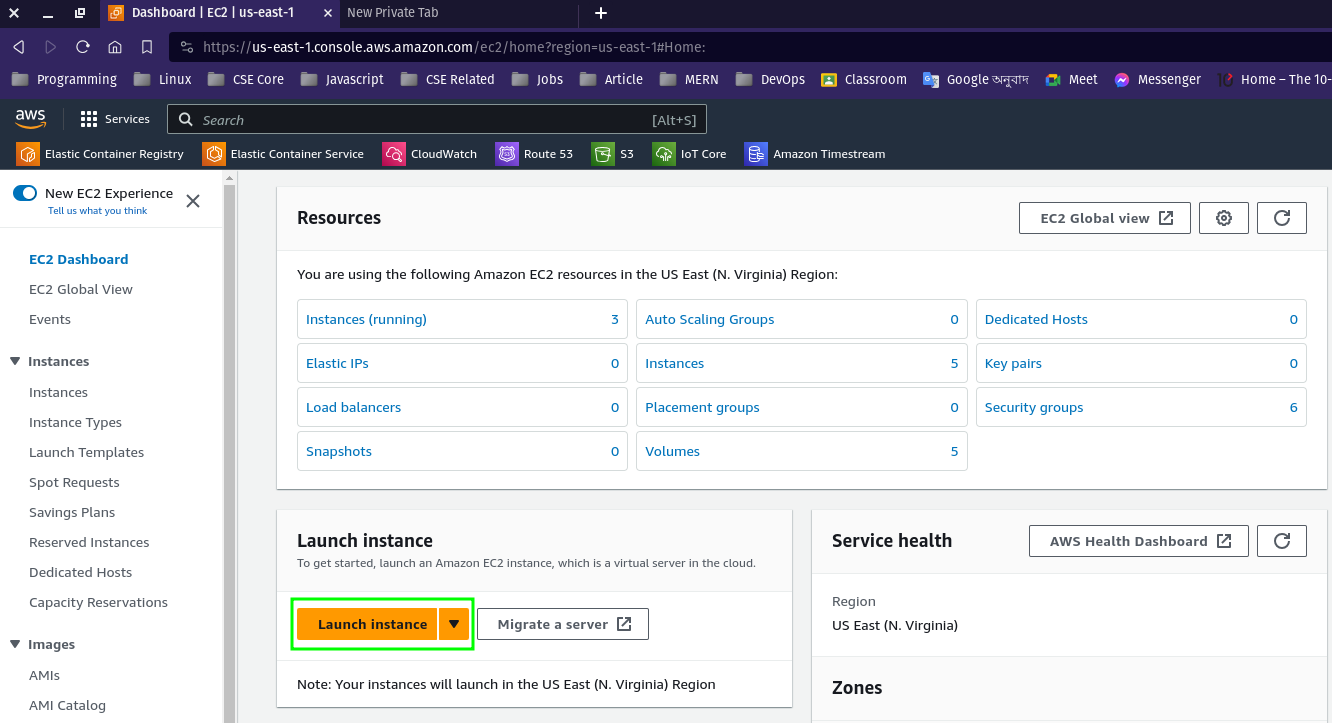 Dashboard | EC2 | us-east-1
New Private Tab
https://us-east-1.console.aws.amazon.com/ec2/home?region=us-east-1#Home:
Programming Linux CSE Core Javascript CSE Related Jobs Article MERN DevOps Classroom Google অনুবাদ Meet Messenger Home – The 10-
aws Services Search [Alt+S]
Elastic Container Registry Elastic Container Service CloudWatch Route 53 S3 IoT Core Amazon Timestream
New EC2 Experience
Tell us what you think
EC2 Dashboard
EC2 Global View
Events
Instances
Instances
Instance Types
Launch Templates
Spot Requests
Savings Plans
Reserved Instances
Dedicated Hosts
Capacity Reservations
Images
AMIs
AMI Catalog
Resources
EC2 Global view
You are using the following Amazon EC2 resources in the US East (N. Virginia) Region:
Instances (running) 3 Auto Scaling Groups 0 Dedicated Hosts 0
Elastic IPs 0 Instances 5 Key pairs 0
Load balancers 0 Placement groups 0 Security groups 6
Snapshots 0 Volumes 5
Launch instance
To get started, launch an Amazon EC2 instance, which is a virtual server in the cloud.
Launch instance Migrate a server
Note: Your instances will launch in the US East (N. Virginia) Region
Service health
AWS Health Dashboard
Region
US East (N. Virginia)
Zones